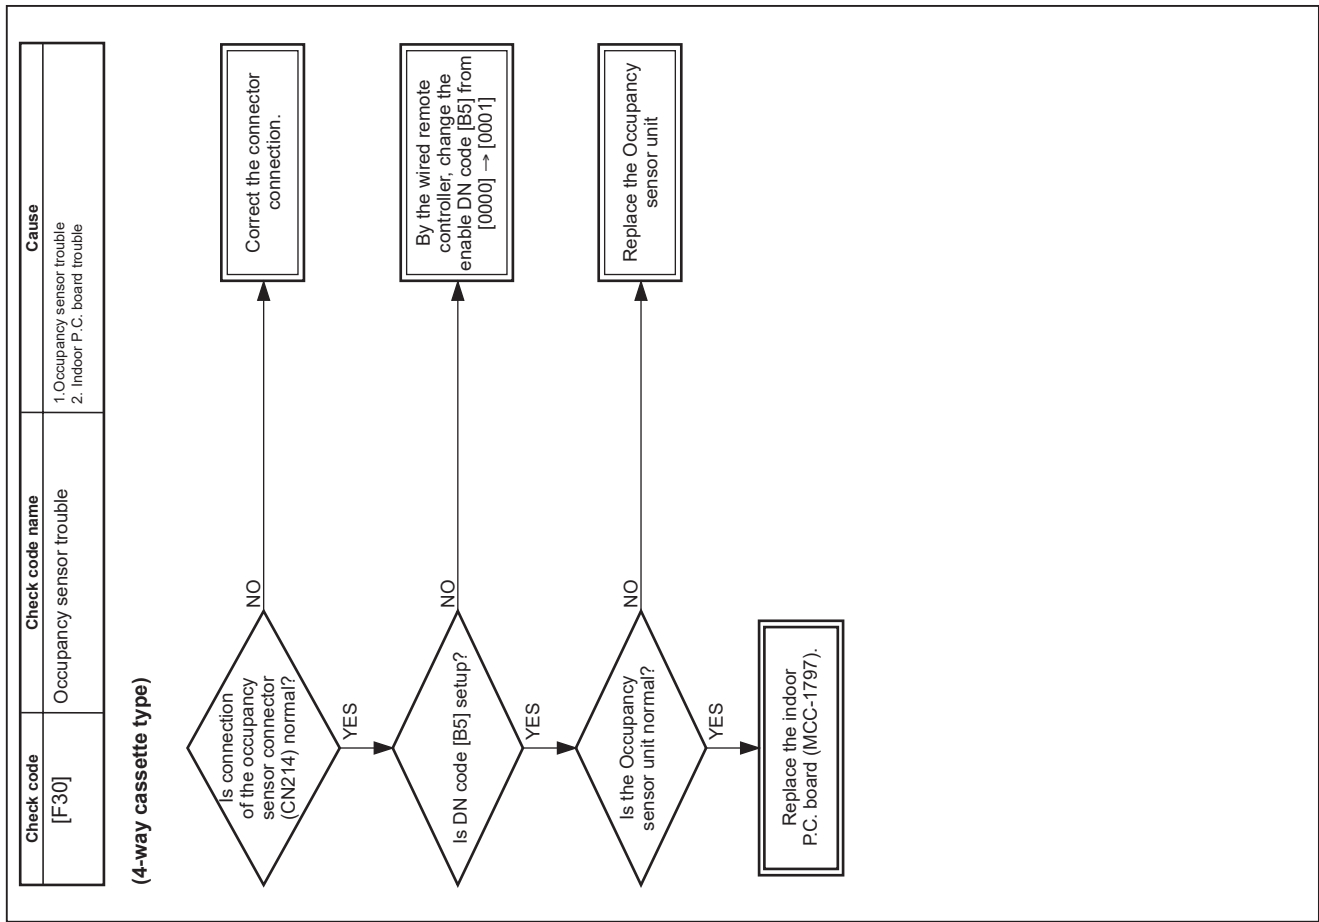 Check code
Check code name
Cause
[F30]
Occupancy sensor trouble
1.Occupancy sensor trouble
2. Indoor P.C. board trouble
(4-way cassette type)
Is connection
of the occupancy
sensor connector
(CN214) normal?
NO
Correct the connector
connection.
YES
Is DN code [B5] setup?
NO
By the wired remote
controller, change the
enable DN code [B5] from
[0000] → [0001]
YES
Is the Occupancy
sensor unit normal?
NO
Replace the Occupancy
sensor unit
YES
Replace the indoor
P.C. board (MCC-1797).